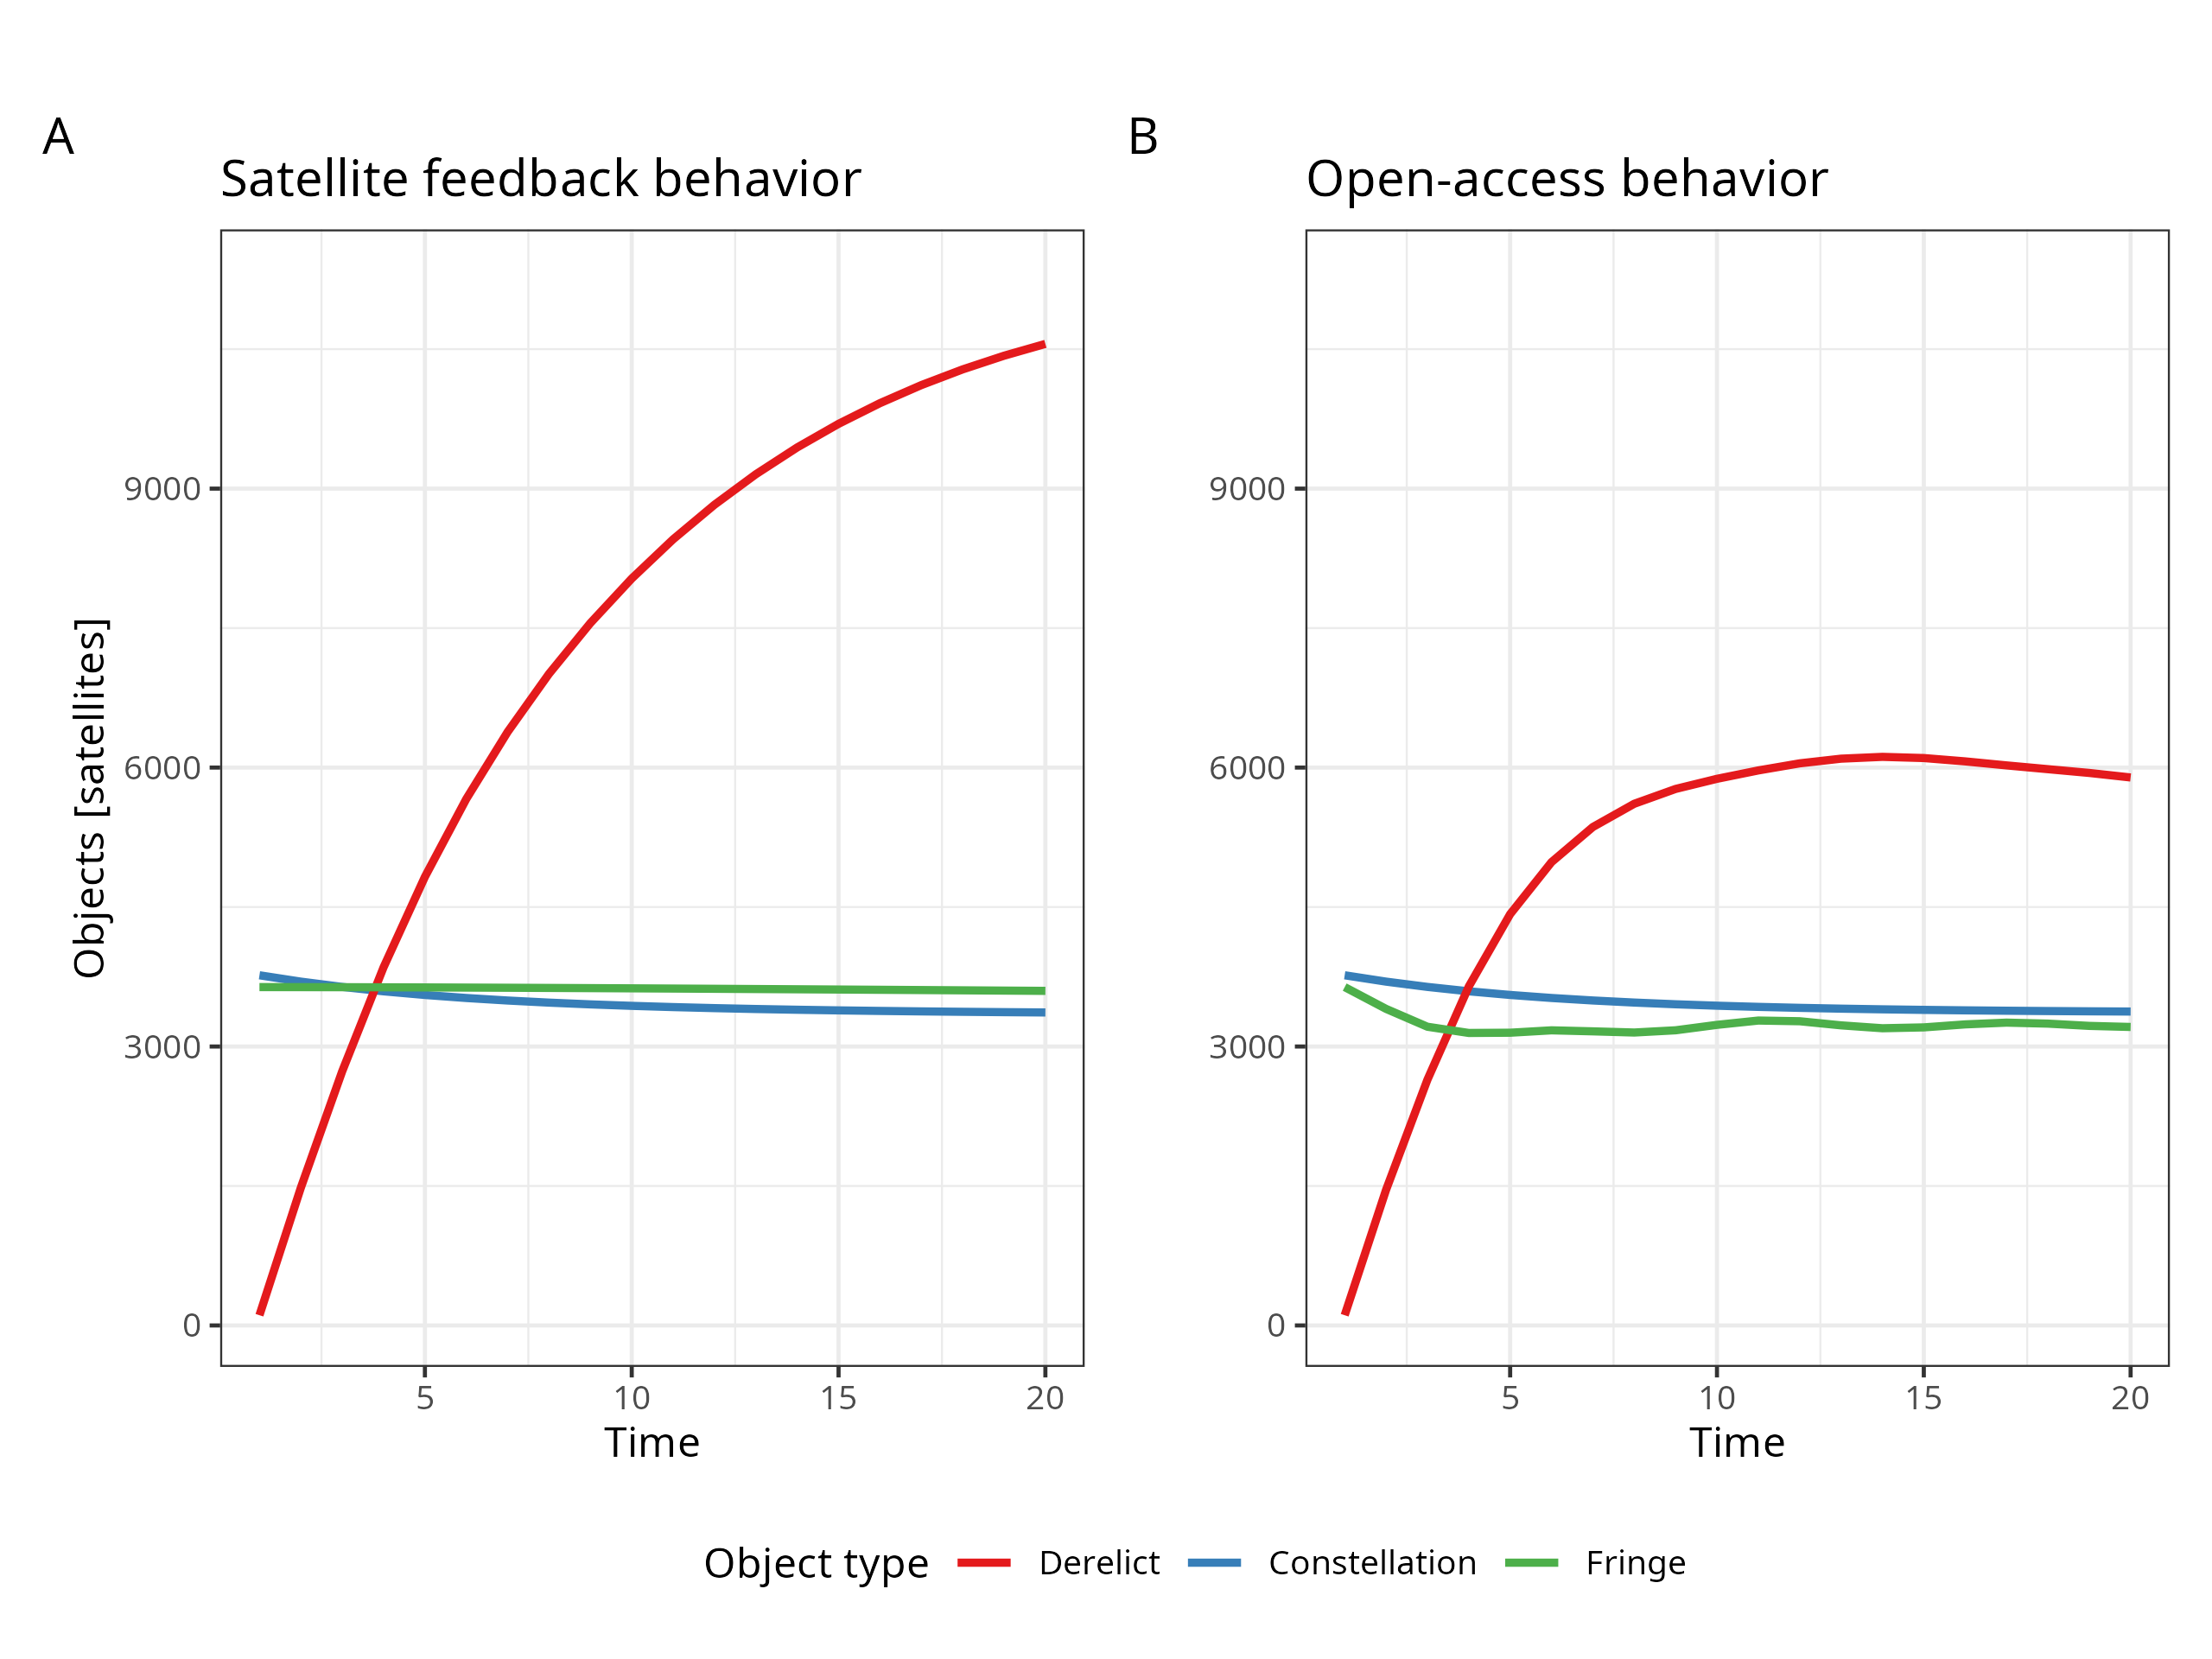 A
Satellite feedback behavior
Objects [satellites]
9000
6000
3000
0
5 10 15 20
Time
B
Open-access behavior
9000
6000
3000
0
5 10 15 20
Time
Object type Derelict Constellation Fringe